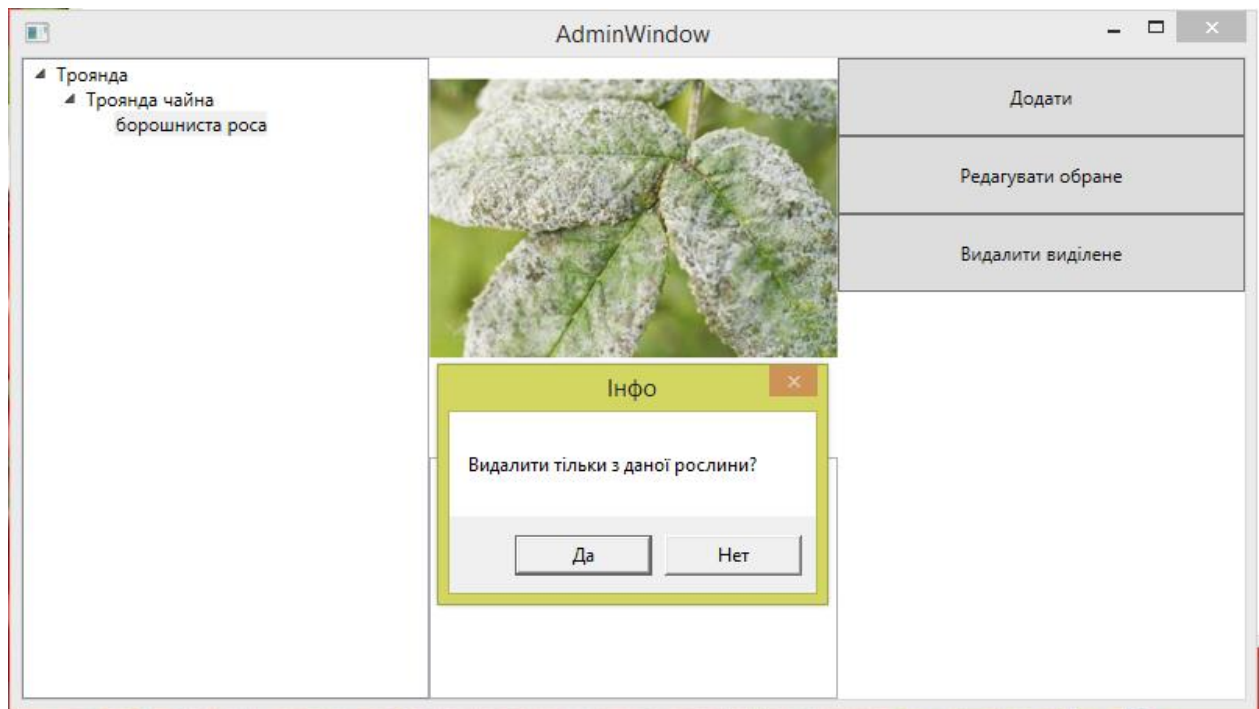 AdminWindow
Троянда
Троянда чайна
борошниста роса
Додати
Редагувати обране
Видалити виділене
Інфо
Видалити тільки з даної рослини?
Да
Нет